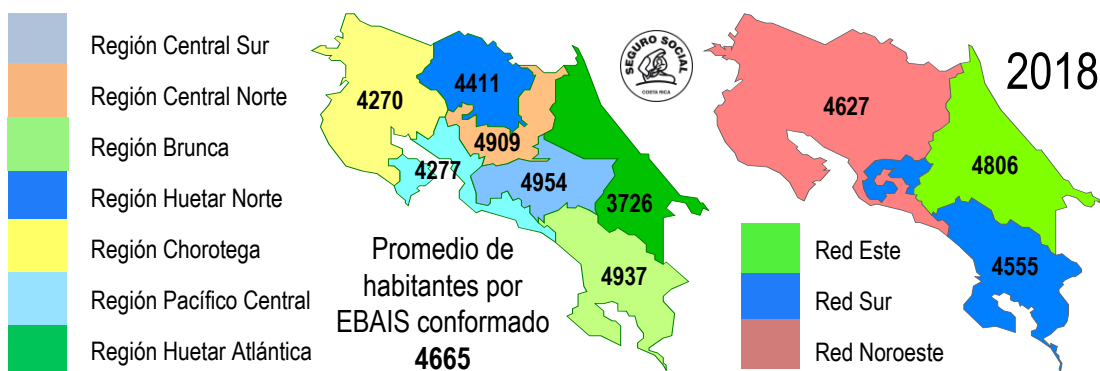 Región Central Sur
Región Central Norte
Región Brunca
Región Huetar Norte
Región Chorotega
Región Pacífico Central
Región Huetar Atlántica
4270
4411
4909
4277
4954
3726
4937
Promedio de
habitantes por
EBAIS conformado
4665
SEGURO SOCIAL
COSTA RICA
2018
4627
4806
4555
Red Este
Red Sur
Red Noroeste